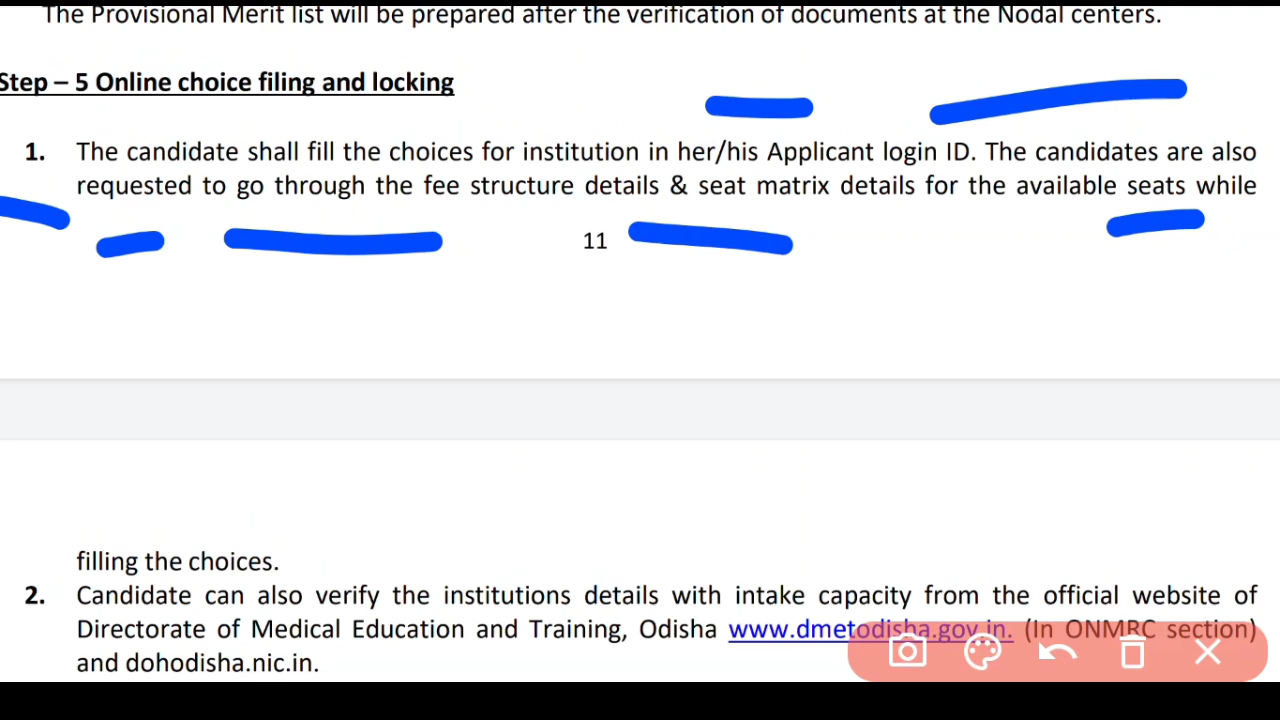 The Provisional Merit list will be prepared after the verification of documents at the Nodal centers.
Step – 5 Online choice filing and locking
1. The candidate shall fill the choices for institution in her/his Applicant login ID. The candidates are also
requested to go through the fee structure details & seat matrix details for the available seats while
11
filling the choices.
2. Candidate can also verify the institutions details with intake capacity from the official website of
Directorate of Medical Education and Training, Odisha www.dmetodisha.gov.in. (In ONMRC section)
and dohodisha.nic.in.